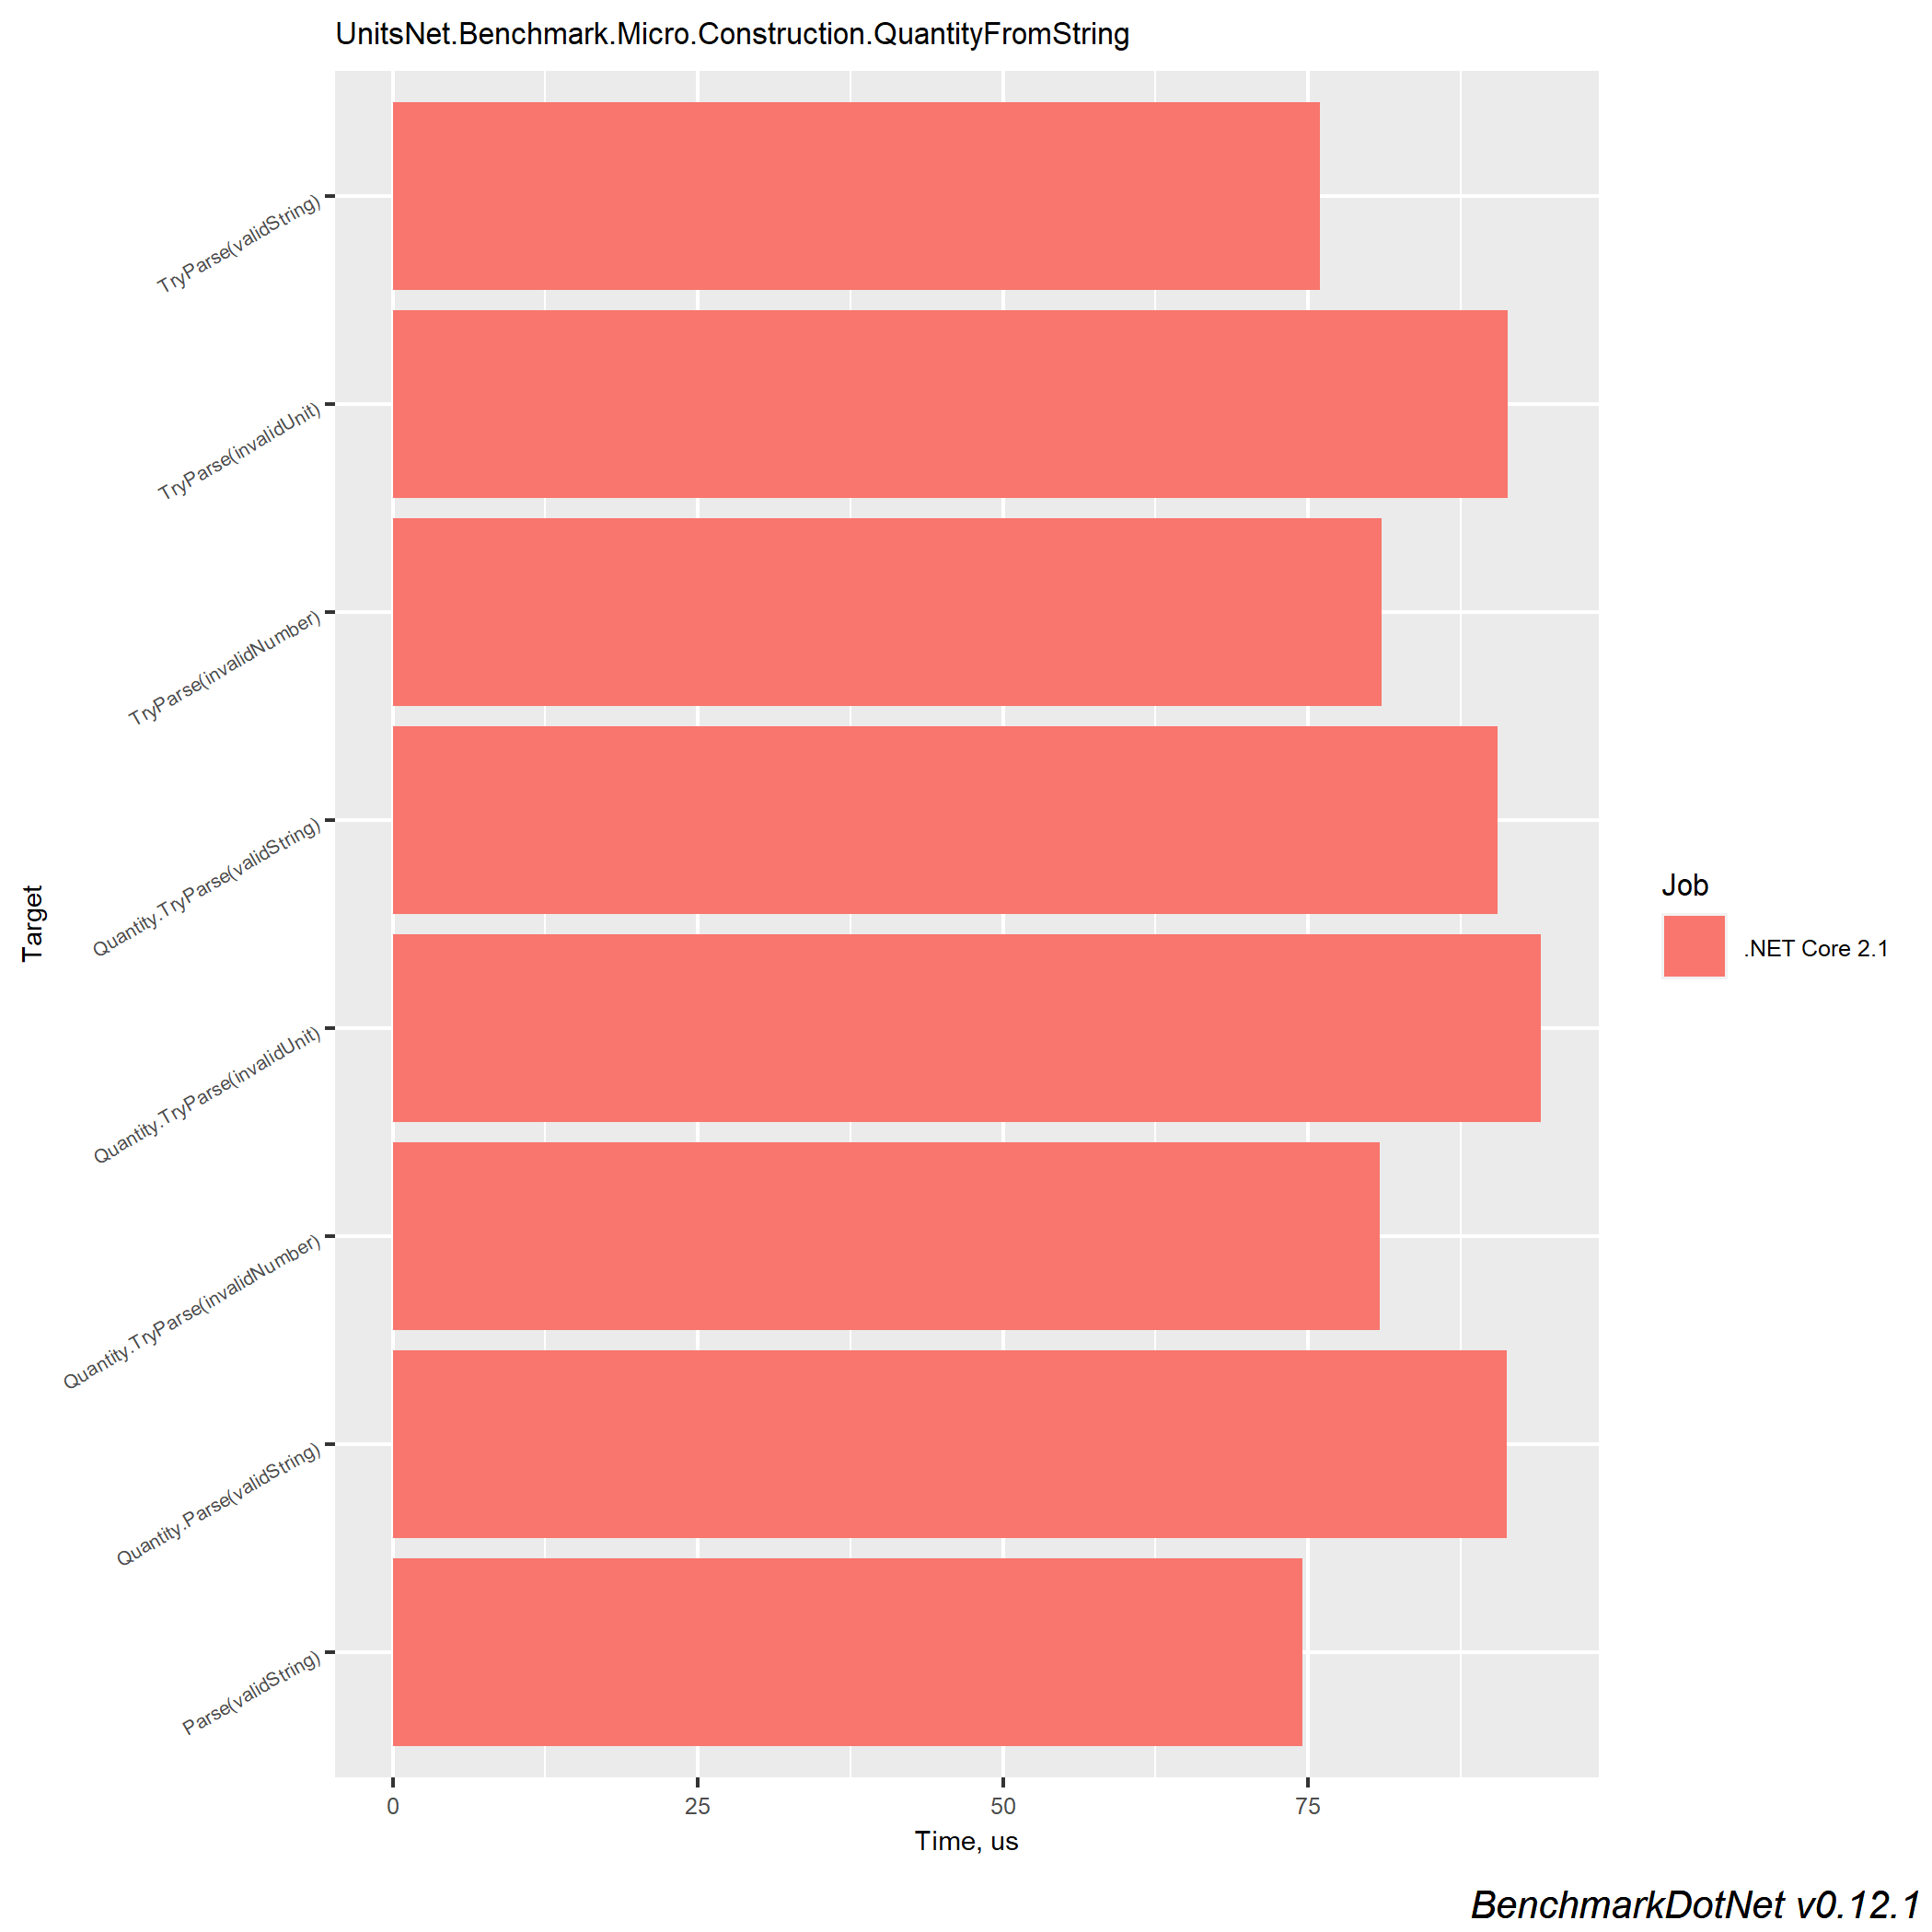 UnitsNet.Benchmark.Micro.Construction.QuantityFromString
TryParse(validString)
TryParse(invalidUnit)
TryParse(invalidNumber)
Quantity.TryParse(validString)
Quantity.TryParse(invalidUnit)
Quantity.TryParse(invalidNumber)
Quantity.Parse(validString)
Parse(validString)
Target
0 25 50 75
Time, us
Job
.NET Core 2.1
BenchmarkDotNet v0.12.1